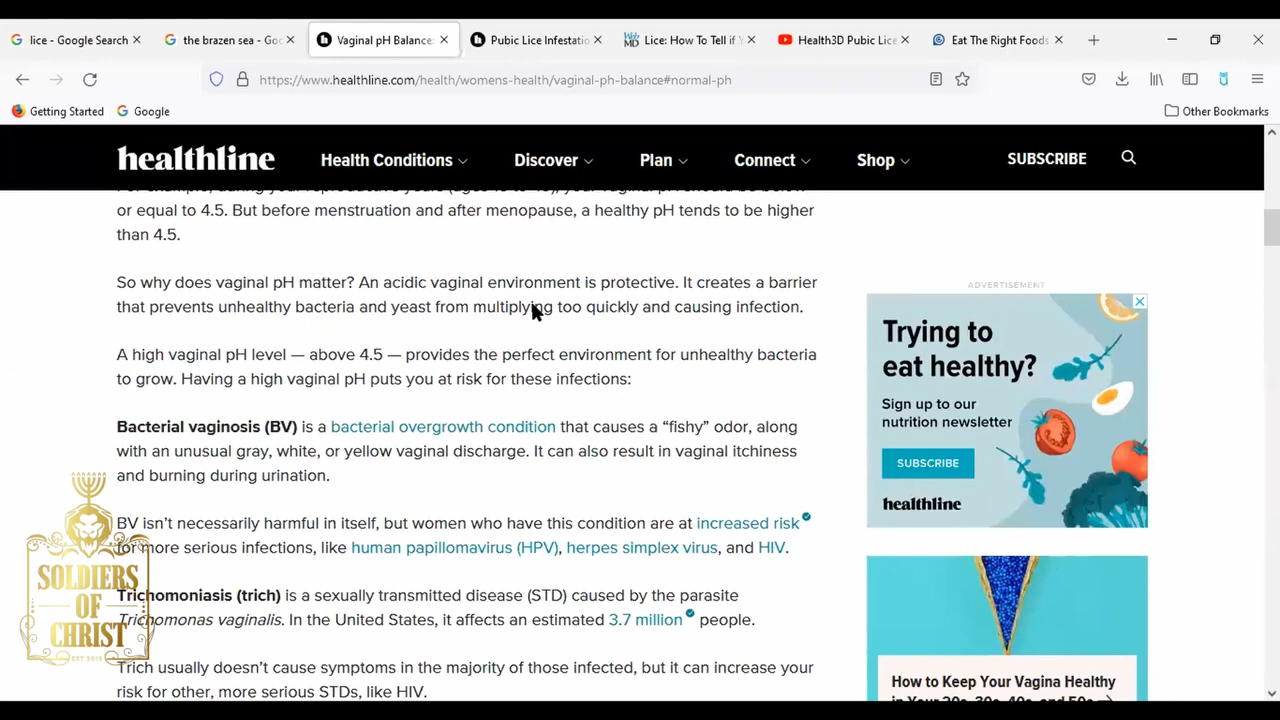 lice - Google Search
the brazen sea - Goo
Vaginal pH Balance:
Pubic Lice Infestatio
WebMD
Lice: How To Tell if Y
Health3D Pubic Lice
Eat The Right Foods
https://www.healthline.com/health/womens-health/vaginal-ph-balance#normal-ph
Getting Started
Google
Other Bookmarks
healthline
Health Conditions
Discover
Plan
Connect
Shop
SUBSCRIBE
or equal to 4.5. But before menstruation and after menopause, a healthy pH tends to be higher
than 4.5.
So why does vaginal pH matter? An acidic vaginal environment is protective. It creates a barrier
that prevents unhealthy bacteria and yeast from multiplying too quickly and causing infection.
A high vaginal pH level — above 4.5 — provides the perfect environment for unhealthy bacteria
to grow. Having a high vaginal pH puts you at risk for these infections:
Bacterial vaginosis (BV) is a bacterial overgrowth condition that causes a “fishy” odor, along
with an unusual gray, white, or yellow vaginal discharge. It can also result in vaginal itchiness
and burning during urination.
BV isn’t necessarily harmful in itself, but women who have this condition are at increased risk
for more serious infections, like human papillomavirus (HPV), herpes simplex virus, and HIV.
Trichomoniasis (trich) is a sexually transmitted disease (STD) caused by the parasite
Trichomonas vaginalis. In the United States, it affects an estimated 3.7 million people.
Trich usually doesn’t cause symptoms in the majority of those infected, but it can increase your
risk for other, more serious STDs, like HIV.
ADVERTISEMENT
Trying to
eat healthy?
Sign up to our
nutrition newsletter
SUBSCRIBE
healthline
How to Keep Your Vagina Healthy
in Your 20s, 30s, 40s, and 50s
SOLDIERS
OF
CHRIST